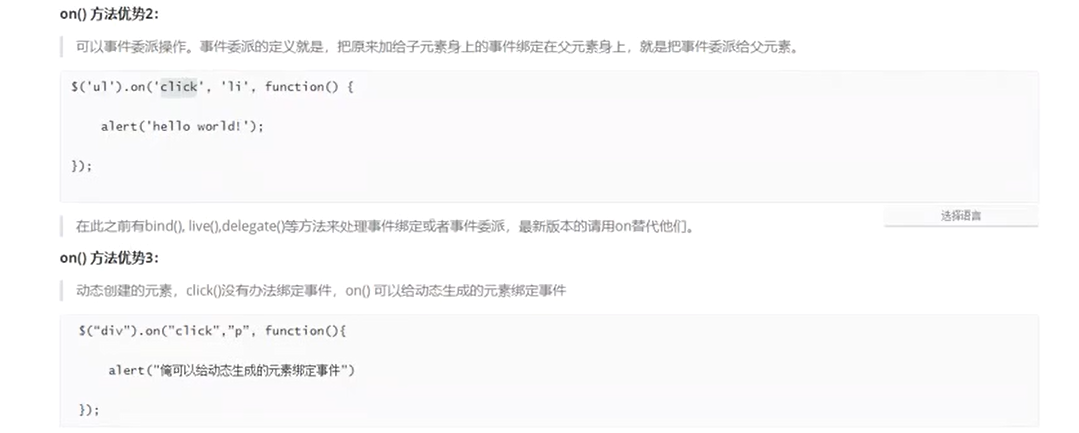 on() 方法优势2：
可以事件委派操作。事件委派的定义就是，把原来加给子元素身上的事件绑定在父元素身上，就是把事件委派给父元素。
$('ul').on('click', 'li', function() {
alert('hello world!');
});
在此之前有bind(), live(),delegate()等方法来处理事件绑定或者事件委派，最新版本的请用on替代他们。
选择语言
on() 方法优势3：
动态创建的元素，click()没有办法绑定事件，on() 可以给动态生成的元素绑定事件
$(“div”).on(”click”,”p”, function(){
alert("俺可以给动态生成的元素绑定事件")
});